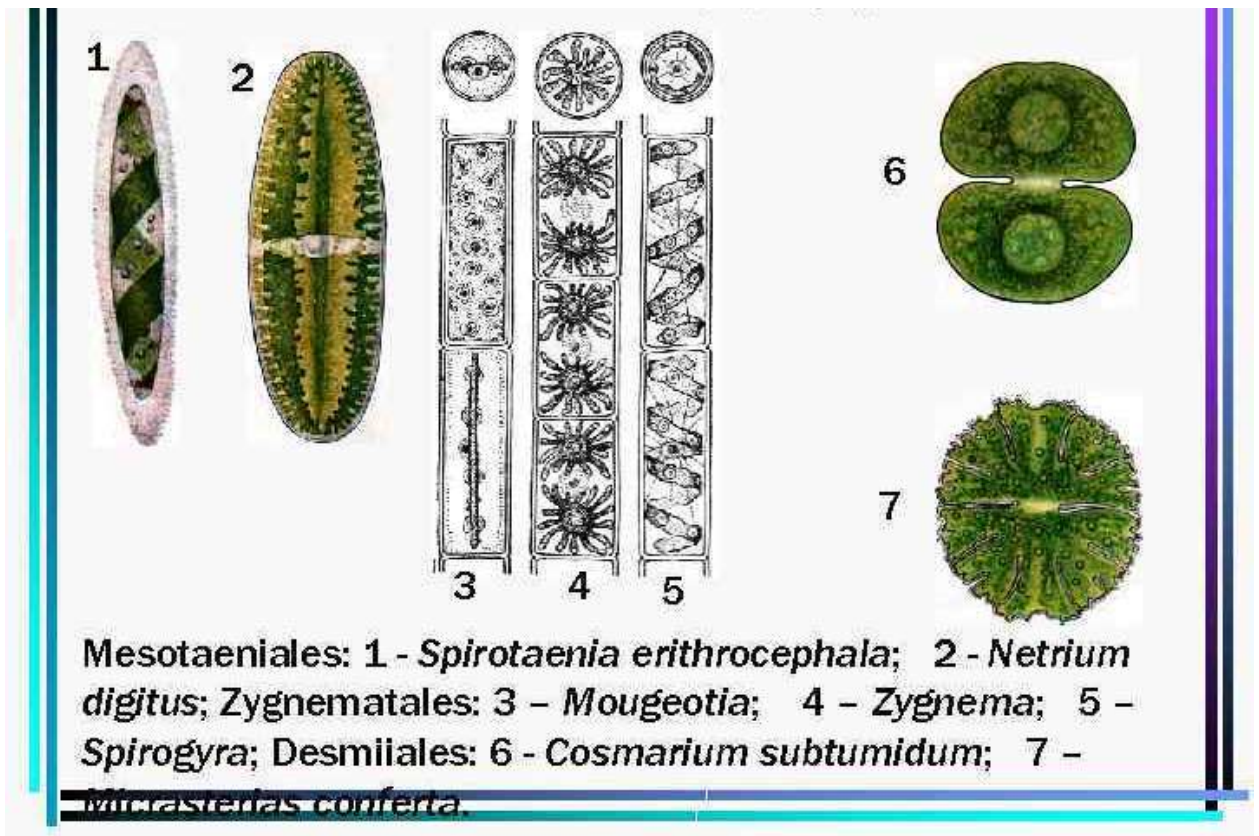 1
2
6
7
3 4 5
Mesotaeniales: 1 - Spirotaenia erithrocephala; 2 - Netrium
digitus; Zygnematales: 3 – Mougeotia; 4 – Zygnema; 5 –
Spirogyra; Desmiiales: 6 - Cosmarium subtumidum; 7 –
Micrasterias conferta.